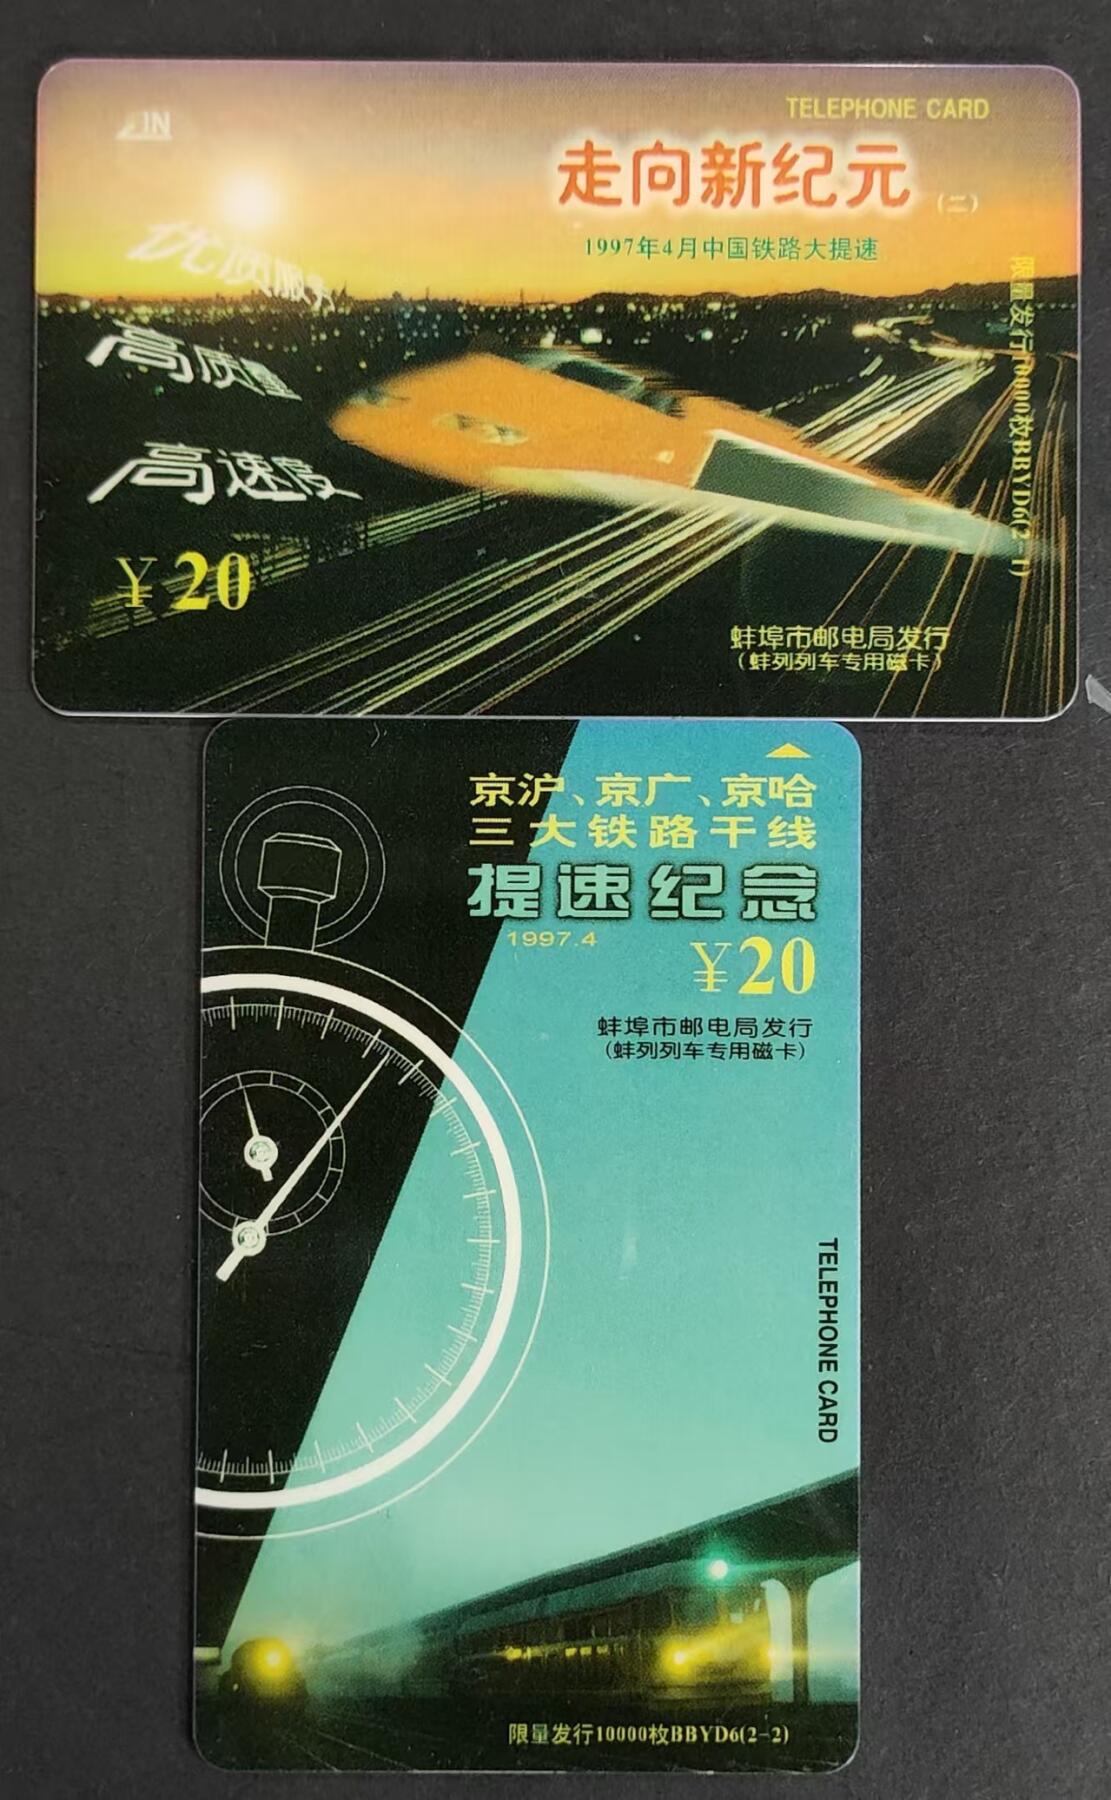 TELEPHONE CARD
走向新纪元
(二)
1997年4月中国铁路大提速
优质服务
高质量
高速度
¥20
限量发行10000枚BBYD6(2-1)
蚌埠市邮电局发行
(蚌列列车专用磁卡)
京沪、京广、京哈
三大铁路干线
提速纪念
1997.4
¥20
蚌埠市邮电局发行
(蚌列列车专用磁卡)
TELEPHONE CARD
限量发行10000枚BBYD6(2-2)